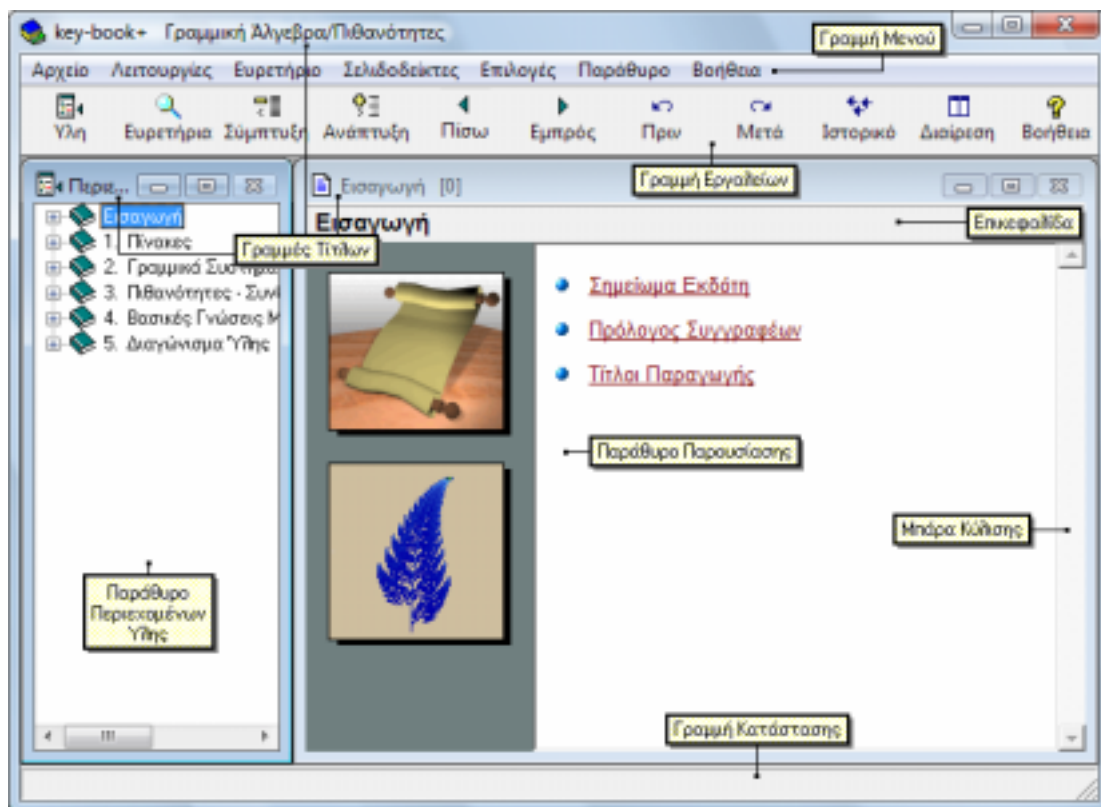 key-book+ Γραμμική Άλγεβρα/Πιθανότητες
Γραμμή Μενού
Αρχείο Λειτουργίες Ευρετήριο Σελιδοδείκτες Επιλογές Παράθυρο Βοήθεια
Ύλη Ευρετήρια Σύμπτυξη Ανάπτυξη Πίσω Εμπρός Πριν Μετά Ιστορικό Διαίρεση Βοήθεια
Γραμμή Εργαλείων
Περιε...
Εισαγωγή [0]
Εισαγωγή
Επικεφαλίδα
Γραμμές Τίτλων
Εισαγωγή
1. Πίνακες
2. Γραμμικά Συστήμα
3. Πιθανότητες - Συν
4. Βασικές Γνώσεις Μ
5. Διαγώνισμα Ύλης
Σημείωμα Εκδότη
Πρόλογος Συγγραφέων
Τίτλοι Παραγωγής
Παράθυρο Παρουσίασης
Μπάρα Κύλισης
Παράθυρο
Περιεχομένων
Ύλης
Γραμμή Κατάστασης